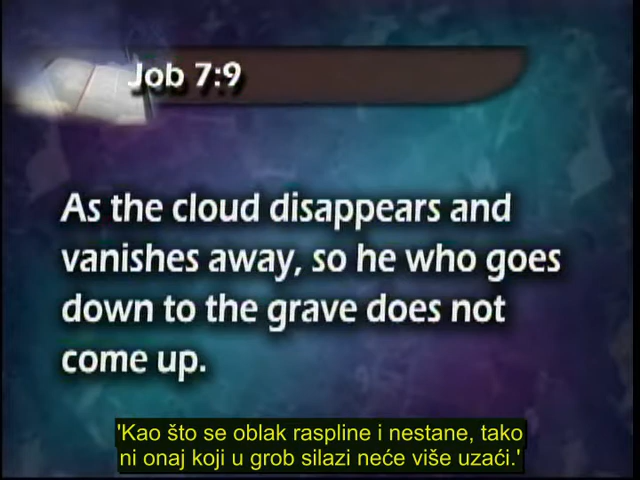 Job 7:9
As the cloud disappears and
vanishes away, so he who goes
down to the grave does not
come up.
'Kao što se oblak raspline i nestane, tako
ni onaj koji u grob silazi neće više uzaći.'